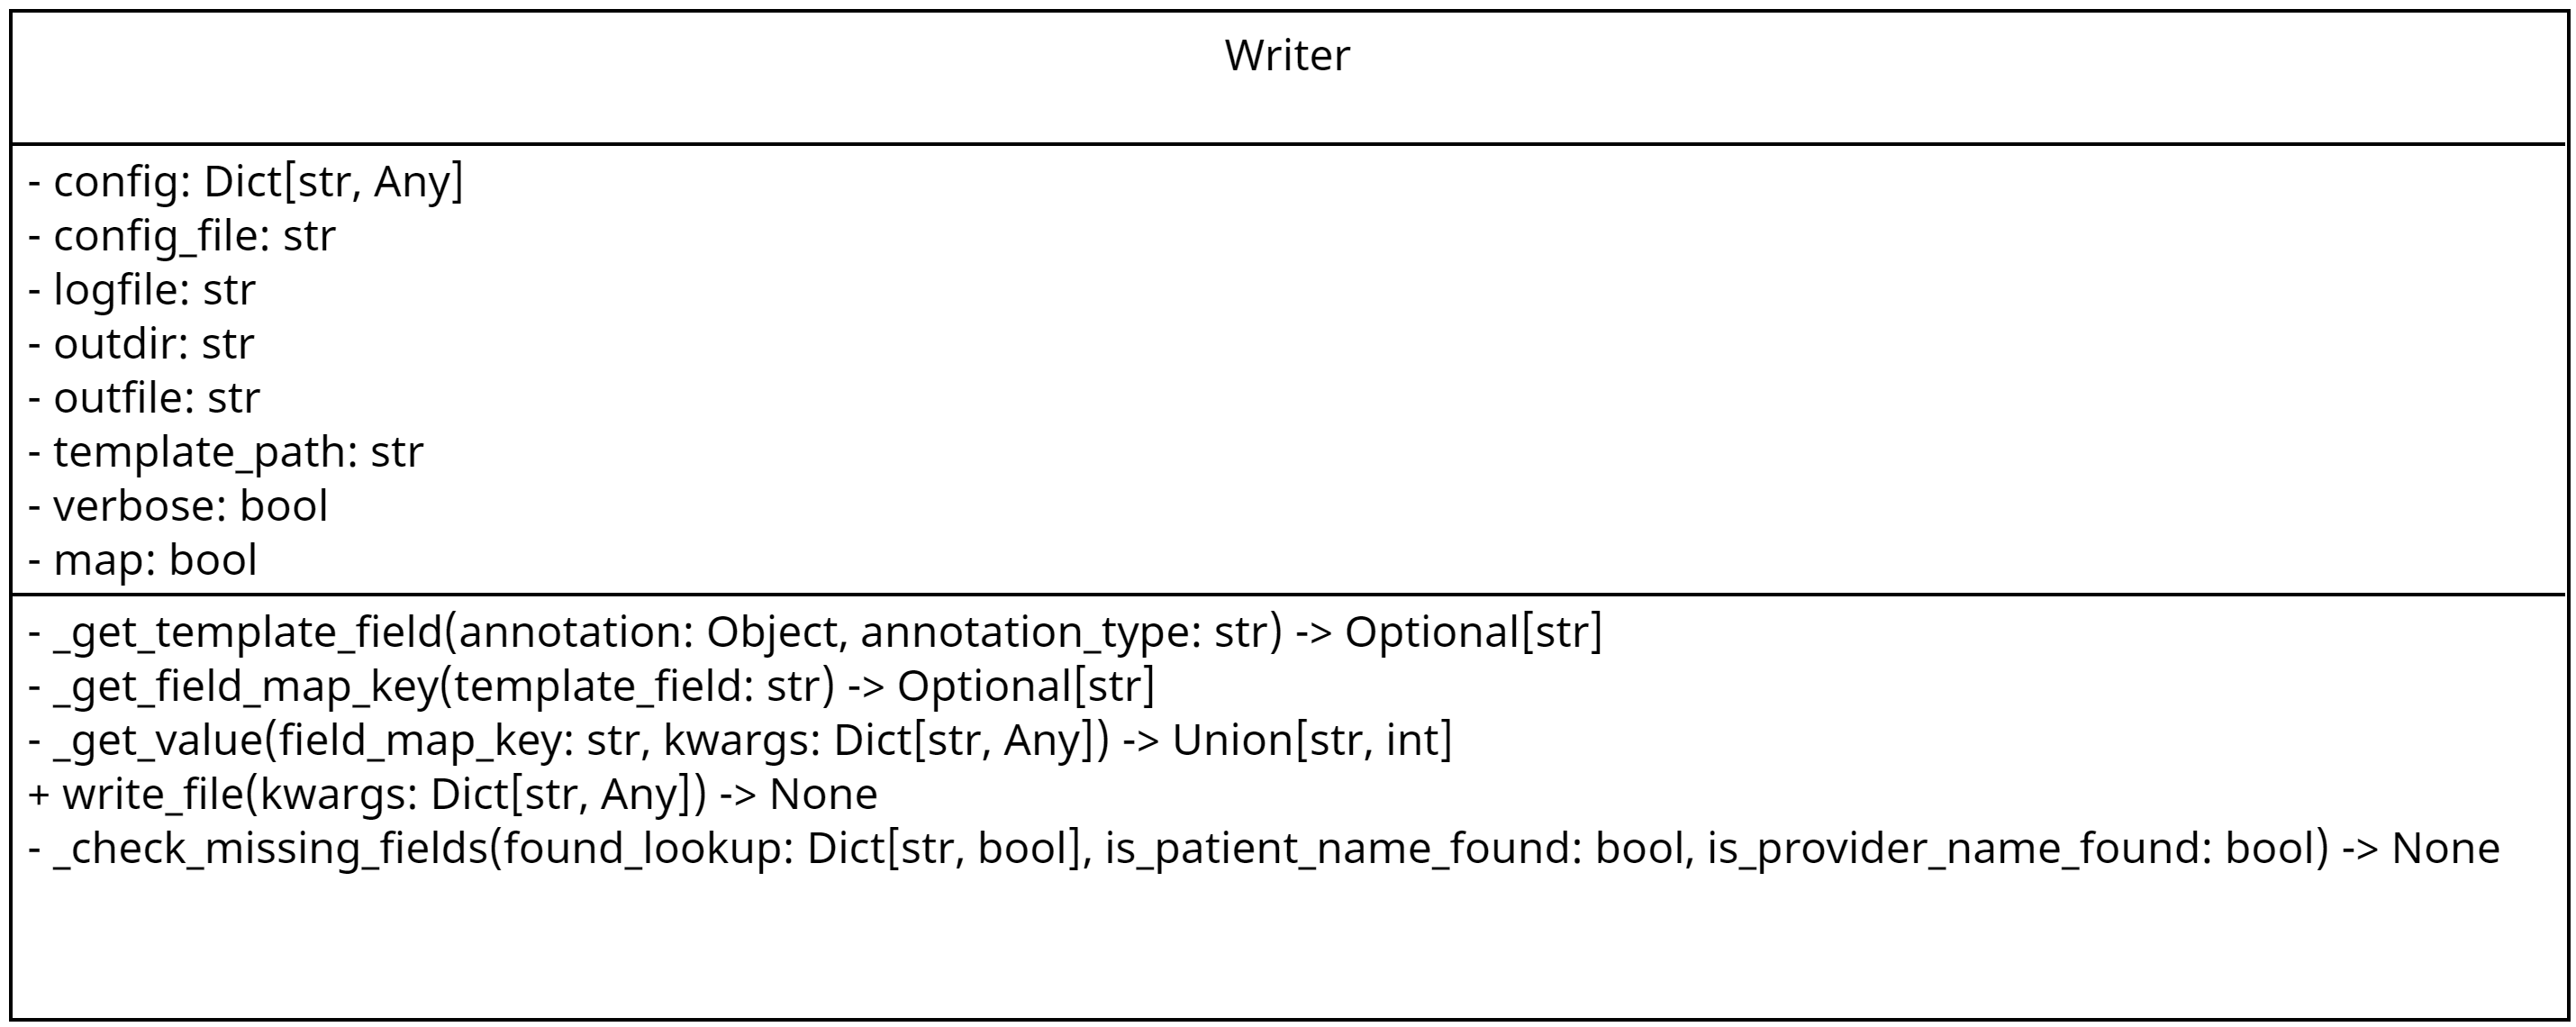 Writer
- config: Dict[str, Any]
- config_file: str
- logfile: str
- outdir: str
- outfile: str
- template_path: str
- verbose: bool
- map: bool
- _get_template_field(annotation: Object, annotation_type: str) -> Optional[str]
- _get_field_map_key(template_field: str) -> Optional[str]
- _get_value(field_map_key: str, kwargs: Dict[str, Any]) -> Union[str, int]
+ write_file(kwargs: Dict[str, Any]) -> None
- _check_missing_fields(found_lookup: Dict[str, bool], is_patient_name_found: bool, is_provider_name_found: bool) -> None